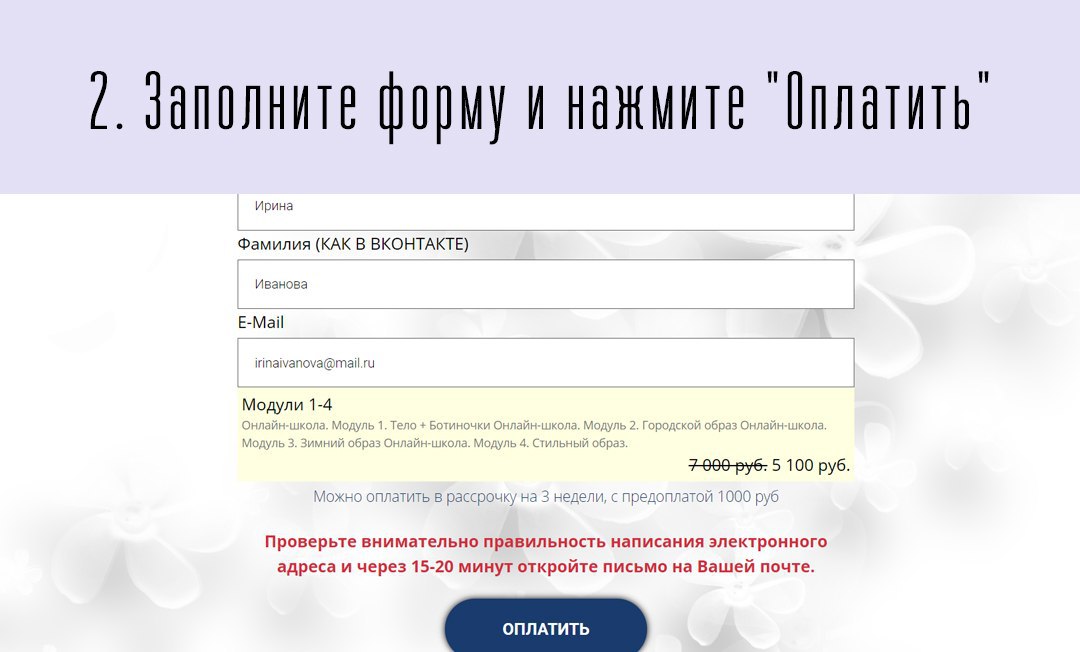 2. Заполните форму и нажмите "Оплатить"
Ирина
Фамилия (КАК В ВКОНТАКТЕ)
Иванова
E-Mail
irinaivanova@mail.ru
Модули 1-4
Онлайн-школа. Модуль 1. Тело + Ботиночки Онлайн-школа. Модуль 2. Городской образ Онлайн-школа.
Модуль 3. Зимний образ Онлайн-школа. Модуль 4. Стильный образ.
7 000 руб. 5 100 руб.
Можно оплатить в рассрочку на 3 недели, с предоплатой 1000 руб
Проверьте внимательно правильность написания электронного
адреса и через 15-20 минут откройте письмо на Вашей почте.
ОПЛАТИТЬ